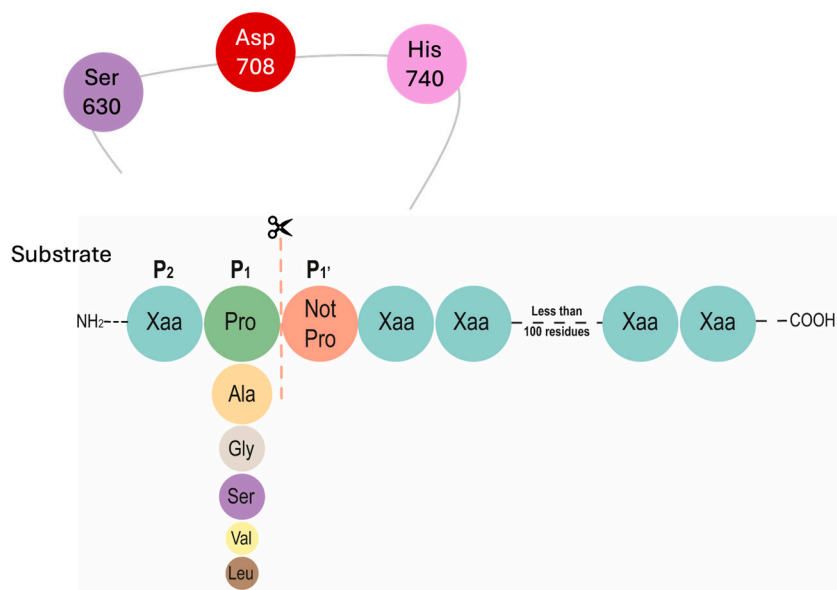 Ser
630
Asp
708
His
740
Substrate
P2 P1 P1'
NH2 Xaa Pro Not
Pro Xaa Xaa Less than
100 residues Xaa Xaa COOH
Ala
Gly
Ser
Val
Leu